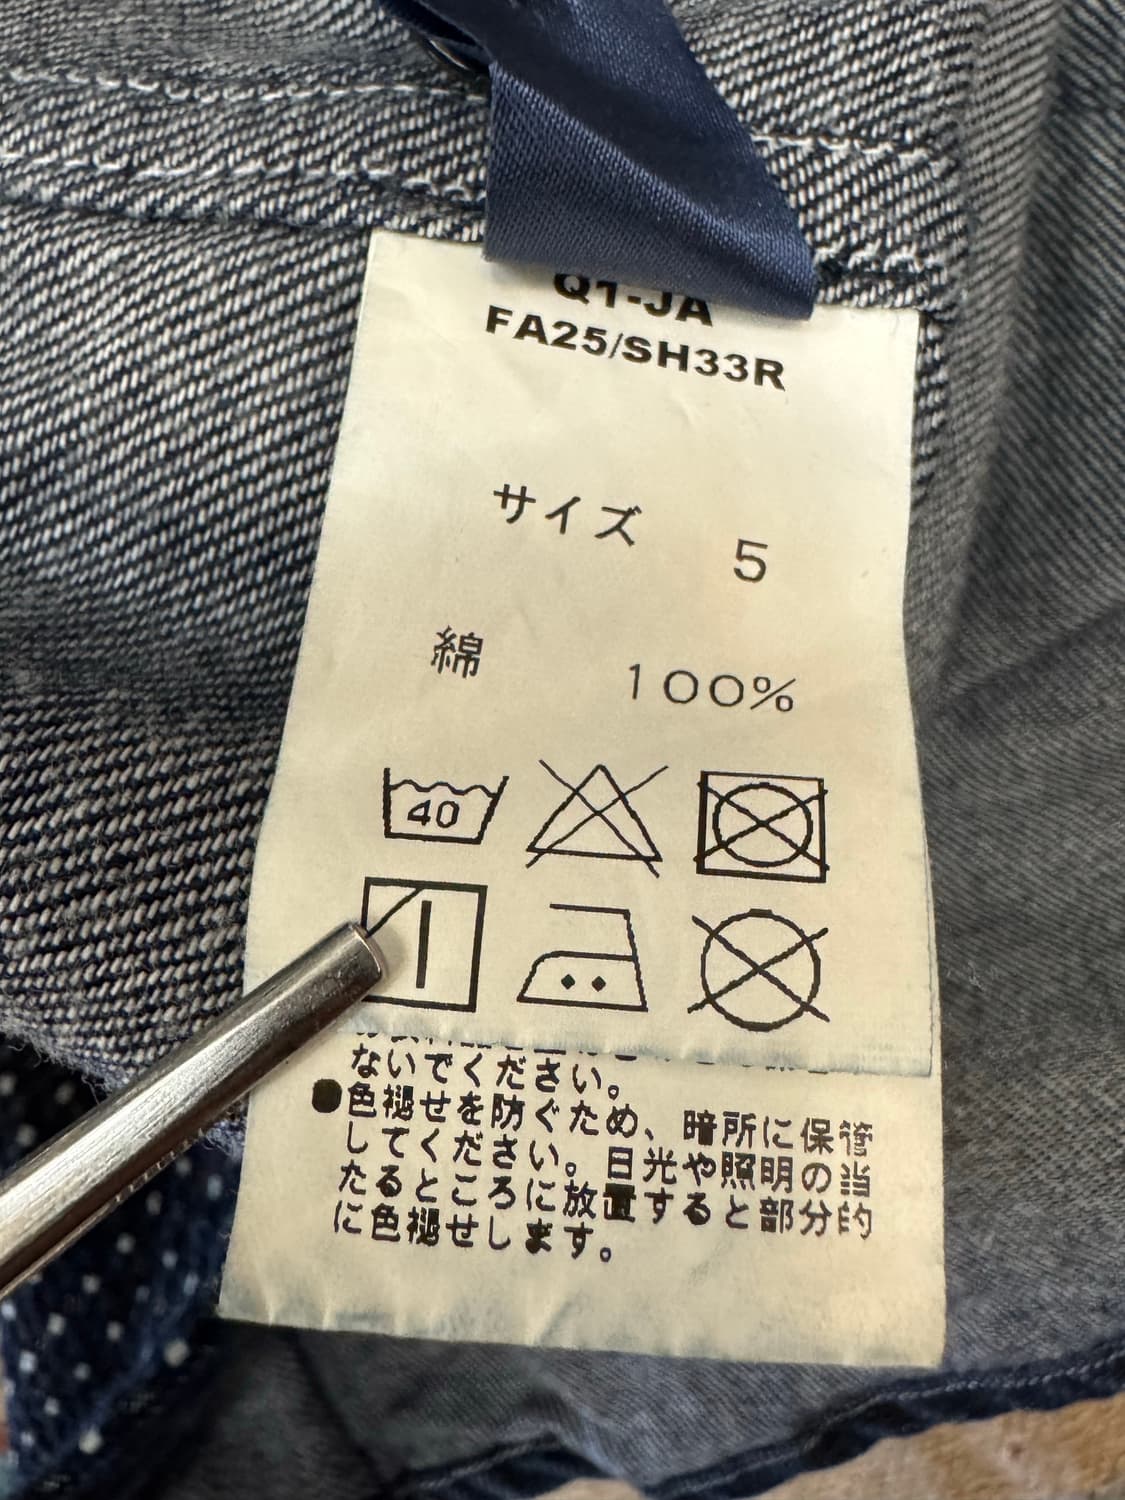 Q1-JA
FA25/SH33R
サイズ 5
綿 100%
40
ないでください。
●色褪せを防ぐため、暗所に保管
してください。日光や照明の当
たるところに放置すると部分的
に色褪せします。